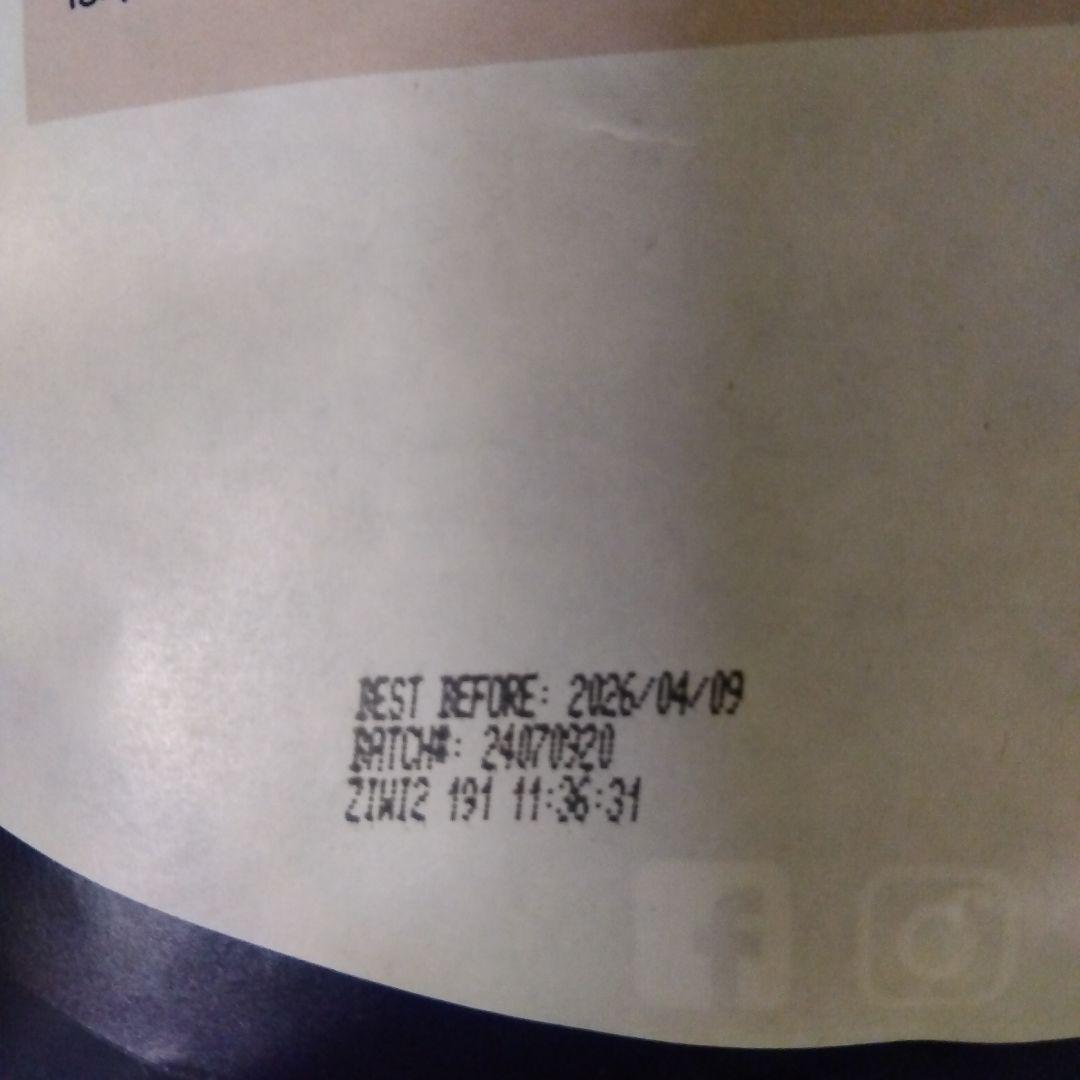 BEST BEFORE: 2026/04/09
BATCH#: 24070920
ZIWI2 191 11:36:31